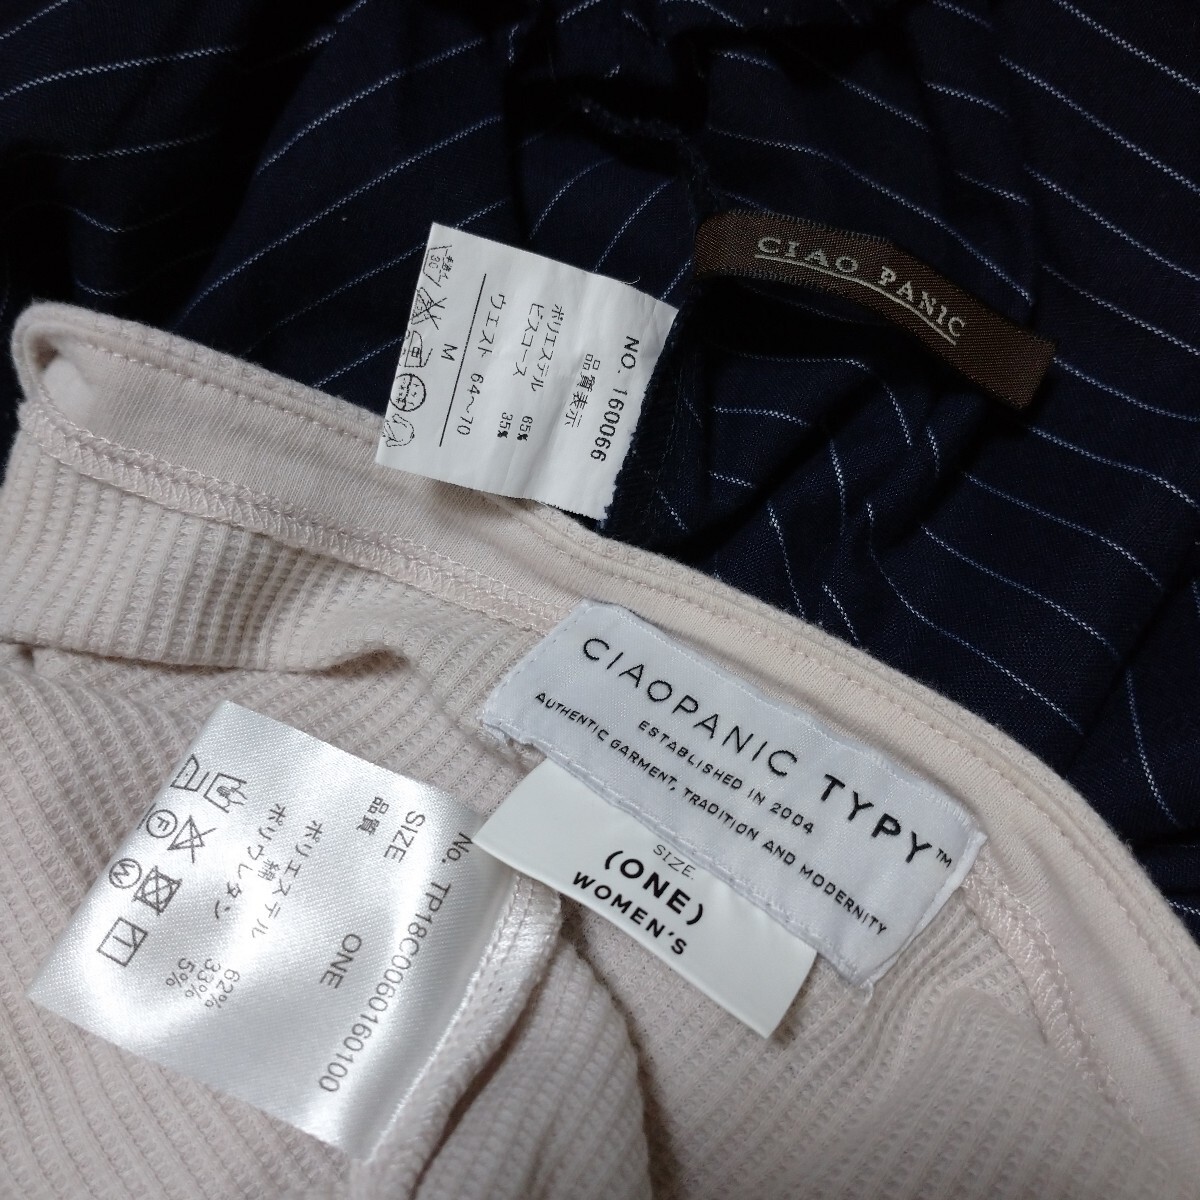 CIAO PANIC
NO. 160066
品質表示
ポリエステル 65%
ビスコース 35%
ウエスト 64~70
M
CIAOPANIC TYPY™
ESTABLISHED IN 2004
AUTHENTIC GARMENT, TRADITION AND MODERNITY
SIZE.
(ONE)
WOMEN'S
No. TP18C0060160100
SIZE ONE
品質
ポリエステル 62%
綿 33%
ポリウレタン 5%